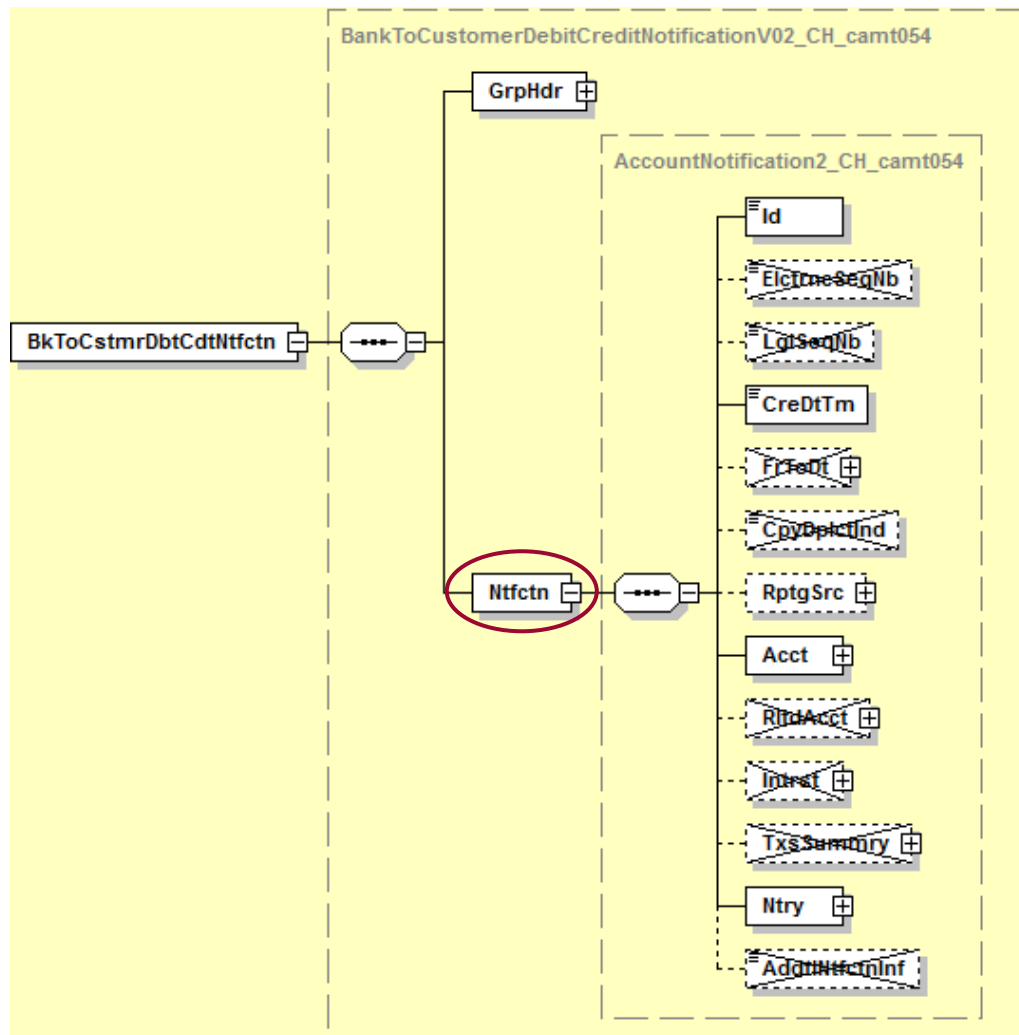 BankToCustomerDebitCreditNotificationV02_CH_camt054
GrpHdr
AccountNotification2_CH_camt054
Id
ElctrncSeqNb
LglSeqNb
BkToCstmrDbtCdtNtfctn
CreDtTm
FrToDt
CpyDplctInd
Ntfctn
RptgSrc
Acct
RltdAcct
Intrst
TxsSummry
Ntry
AddtlNtfctnInf